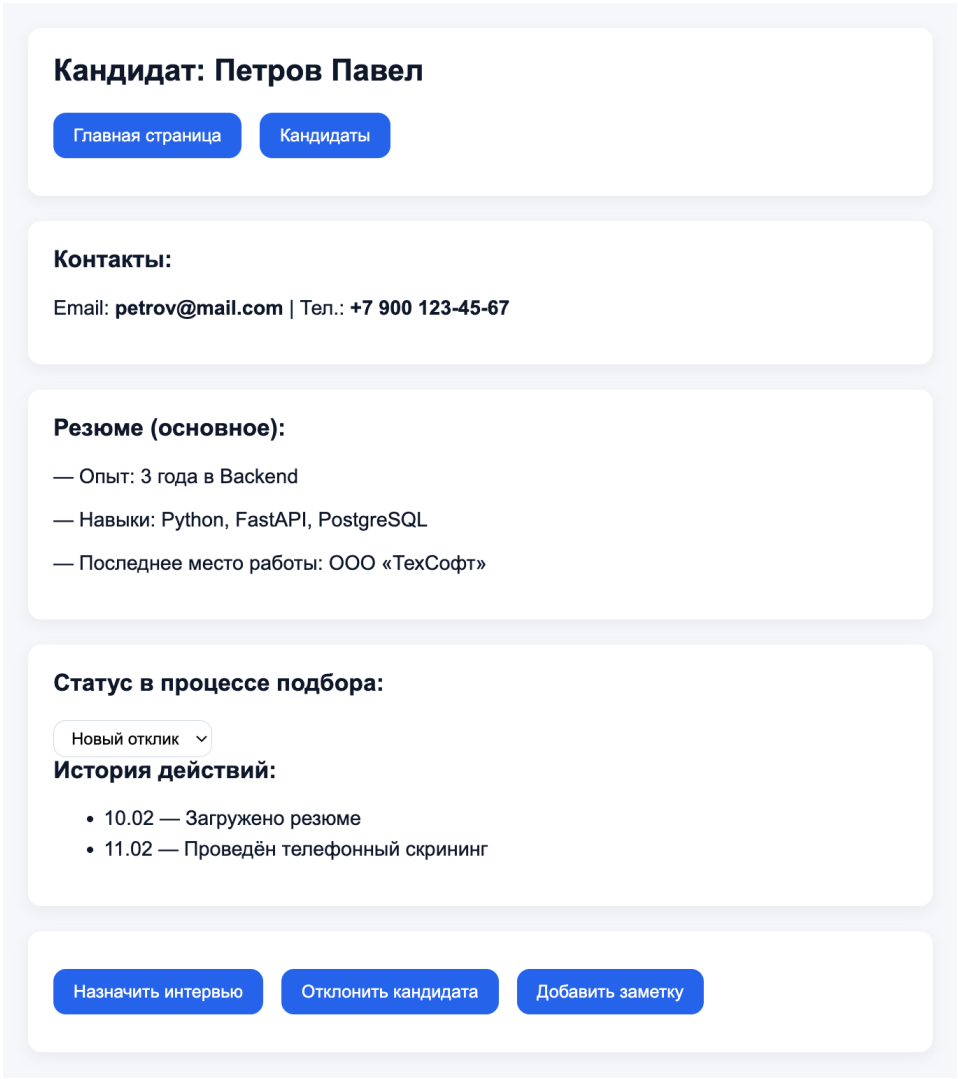 Кандидат: Петров Павел
Главная страница Кандидаты
Контакты:
Email: petrov@mail.com | Тел.: +7 900 123-45-67
Резюме (основное):
— Опыт: 3 года в Backend
— Навыки: Python, FastAPI, PostgreSQL
— Последнее место работы: ООО «ТехСофт»
Статус в процессе подбора:
Новый отклик
История действий:
• 10.02 — Загружено резюме
• 11.02 — Проведён телефонный скрининг
Назначить интервью Отклонить кандидата Добавить заметку